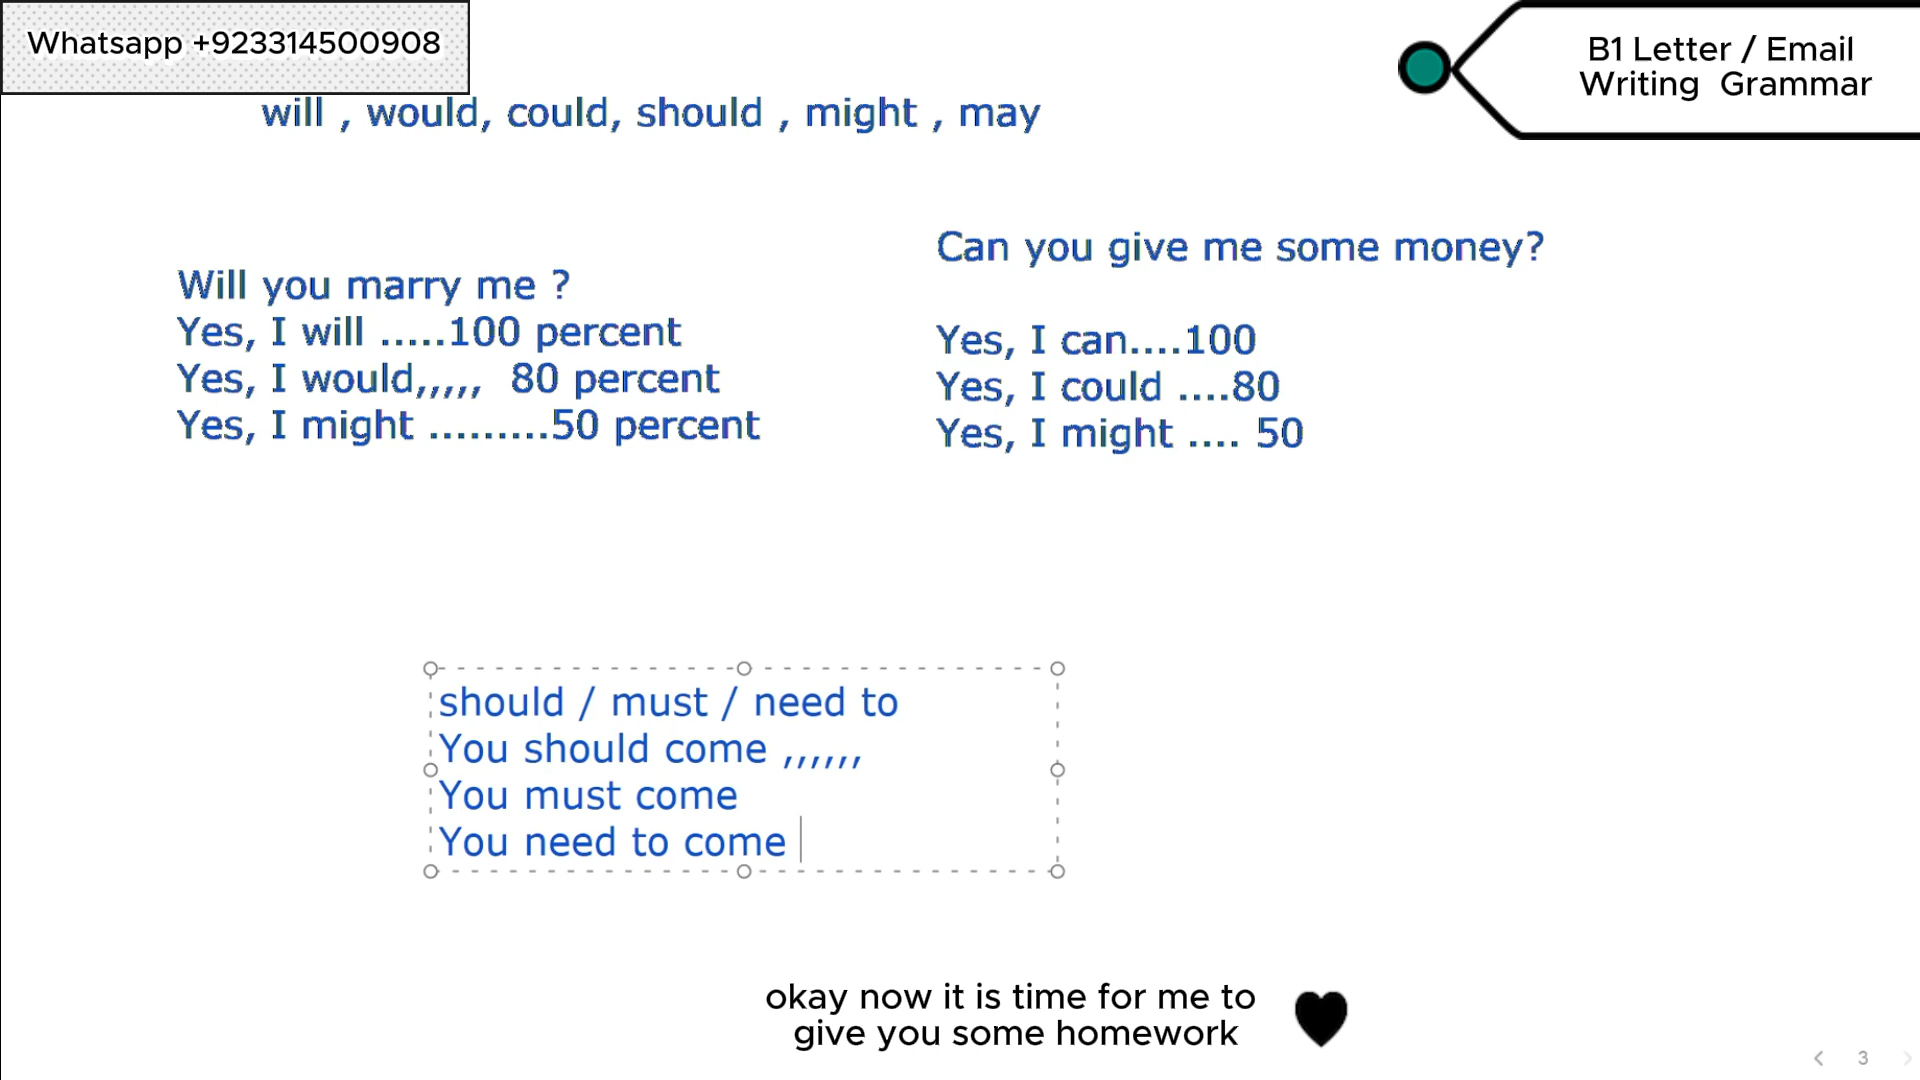 Whatsapp +923314500908
B1 Letter / Email
Writing Grammar
will , would, could, should , might , may
Will you marry me ?
Yes, I will .....100 percent
Yes, I would,,,,, 80 percent
Yes, I might .........50 percent
Can you give me some money?
Yes, I can....100
Yes, I could ....80
Yes, I might .... 50
should / must / need to
You should come ,,,,,,
You must come
You need to come
okay now it is time for me to
give you some homework
3